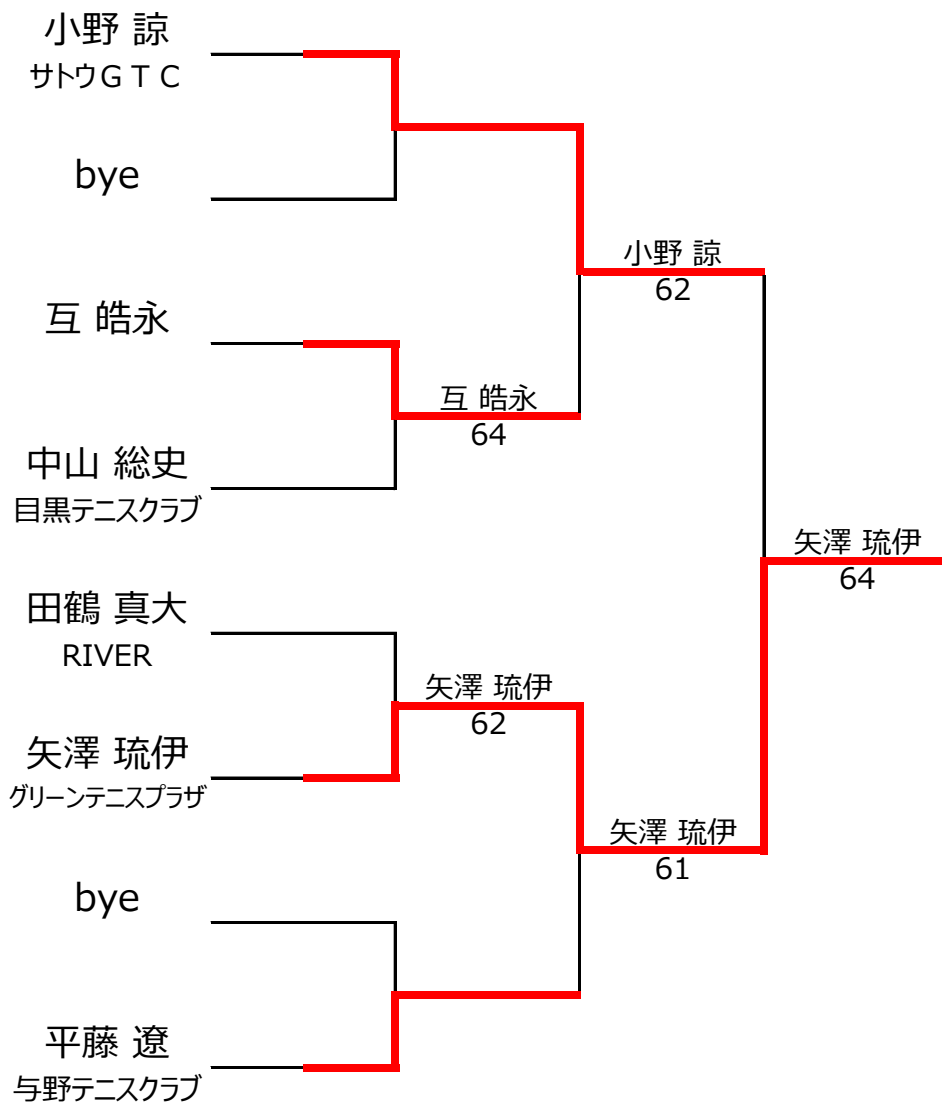 小野 諒
サトウGTC
bye
互 皓永
中山 総史
目黒テニスクラブ
田鶴 真大
RIVER
矢澤 琉伊
グリーンテニスプラザ
bye
平藤 遼
与野テニスクラブ
互 皓永
64
矢澤 琉伊
62
小野 諒
62
矢澤 琉伊
61
矢澤 琉伊
64